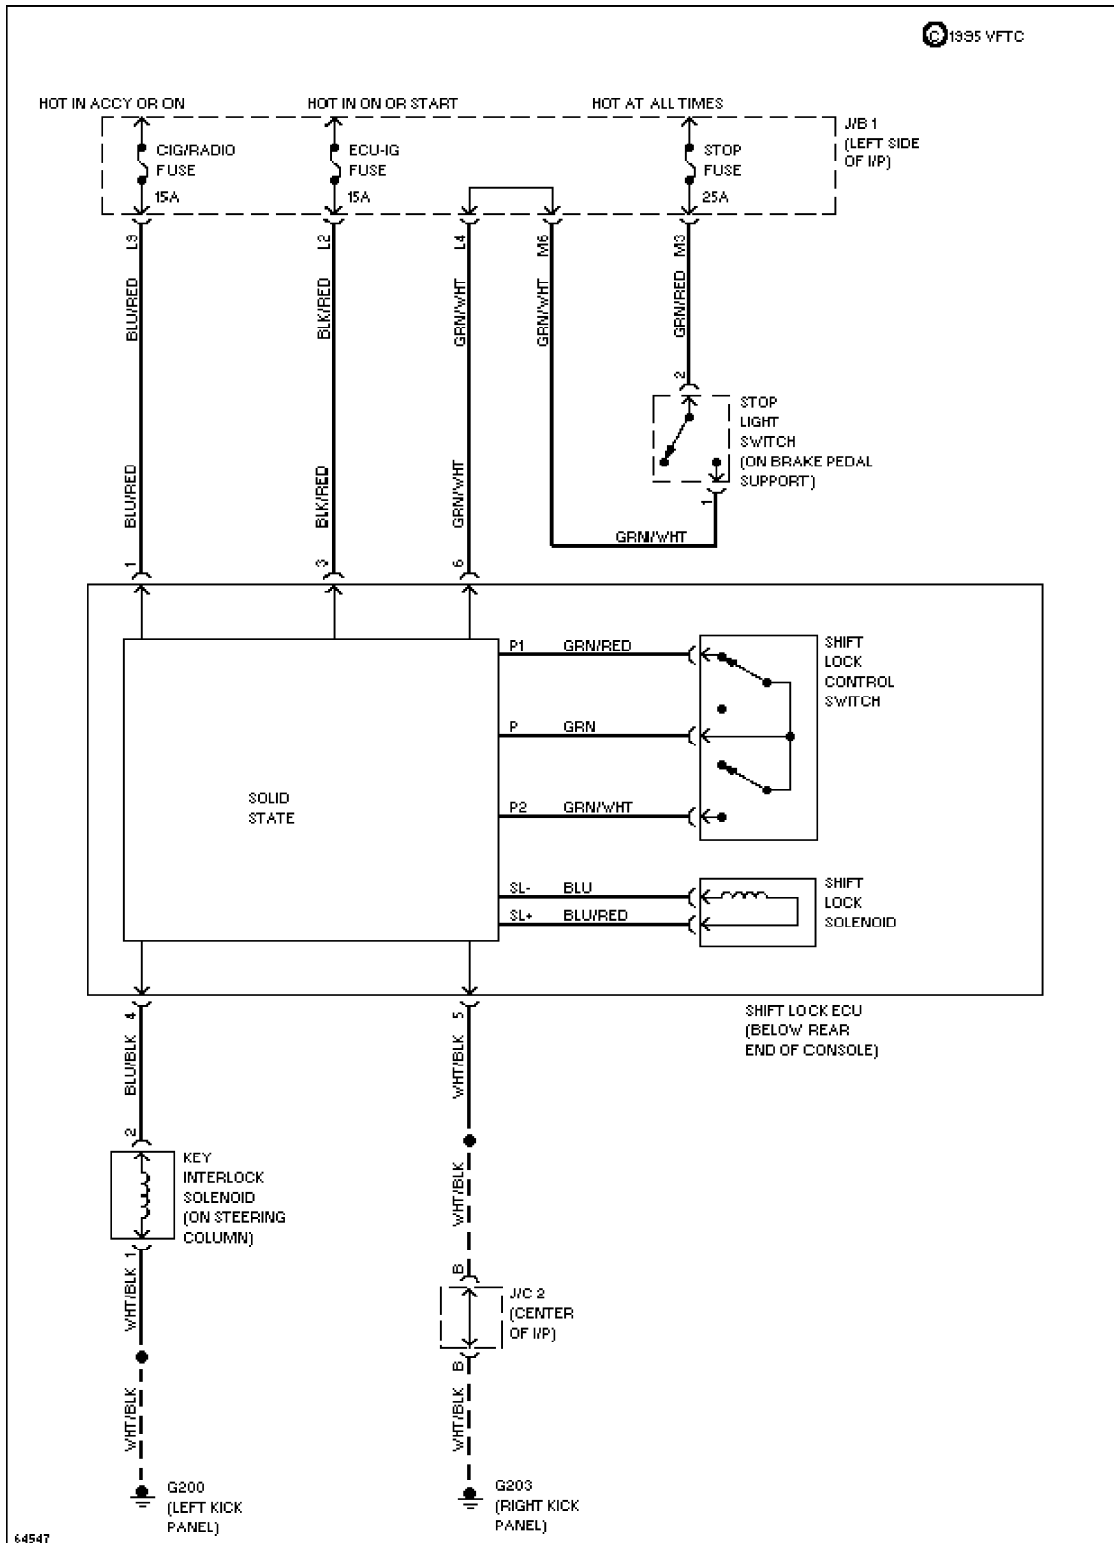 © 1995 VFTC
HOT IN ACCY OR ON
HOT IN ON OR START
HOT AT ALL TIMES
J/B 1
(LEFT SIDE
OF I/P)
CIG/RADIO
FUSE
15A
ECU-IG
FUSE
15A
STOP
FUSE
25A
L9
L2
L4
M6
M3
BLU/RED
BLK/RED
GRN/WHT
GRN/WHT
GRN/RED
2
STOP
LIGHT
SWITCH
(ON BRAKE PEDAL
SUPPORT)
1
GRN/WHT
BLU/RED
BLK/RED
GRN/WHT
1
3
6
SOLID
STATE
P1
GRN/RED
P
GRN
P2
GRN/WHT
SHIFT
LOCK
CONTROL
SWITCH
SL-
BLU
SL+
BLU/RED
SHIFT
LOCK
SOLENOID
SHIFT LOCK ECU
(BELOW REAR
END OF CONSOLE)
4
5
BLU/BLK
WHT/BLK
2
KEY
INTERLOCK
SOLENOID
(ON STEERING
COLUMN)
1
WHT/BLK
WHT/BLK
B
J/C 2
(CENTER
OF I/P)
B
WHT/BLK
WHT/BLK
G200
(LEFT KICK
PANEL)
G203
(RIGHT KICK
PANEL)
64547